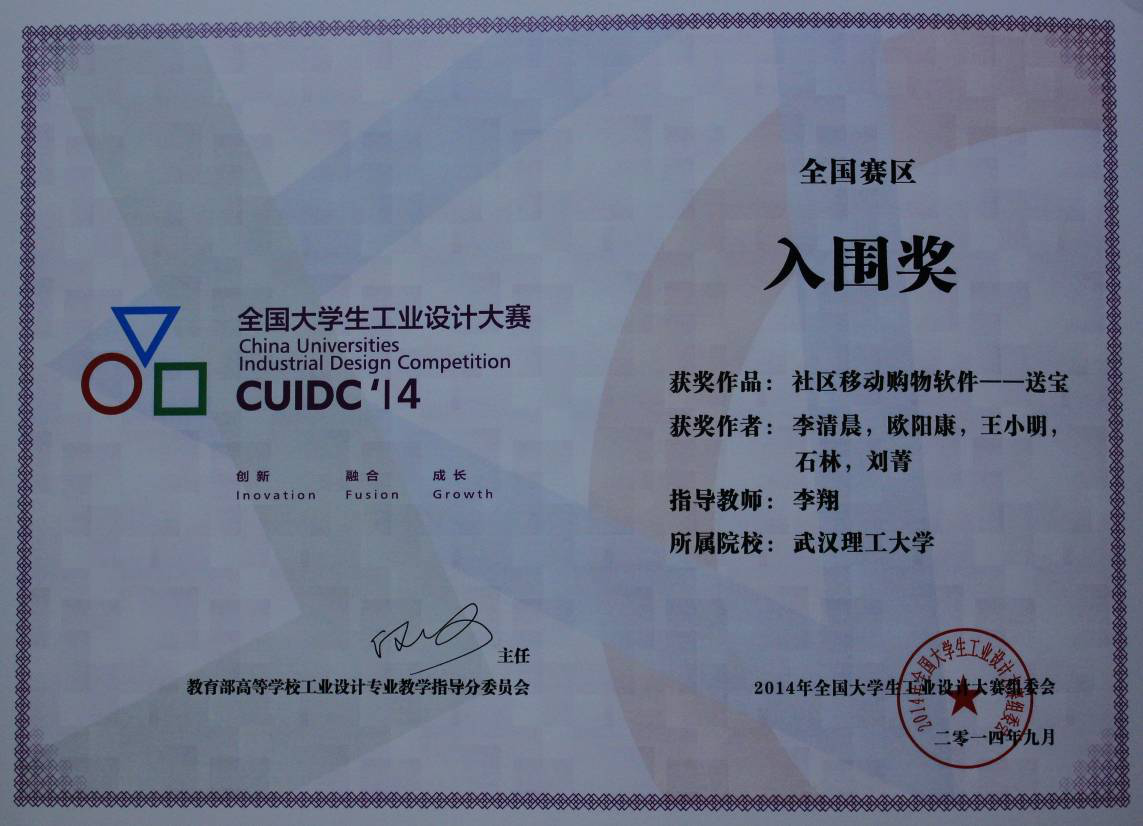 全国赛区
入围奖
全国大学生工业设计大赛
China Universities
Industrial Design Competition
CUIDC '14
创新 融合 成长
Inovation Fusion Growth
获奖作品：社区移动购物软件——送宝
获奖作者：李清晨，欧阳康，王小明，
石林，刘菁
指导教师：李翔
所属院校：武汉理工大学
主任
教育部高等学校工业设计专业教学指导分委员会
2014年全国大学生工业设计大赛组委会
二零一四年九月
2014年全国大学生工业设计大赛组委会